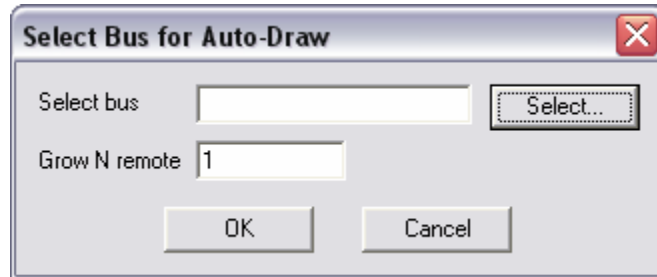 Select Bus for Auto-Draw
Select bus Select...
Grow N remote 1
OK Cancel